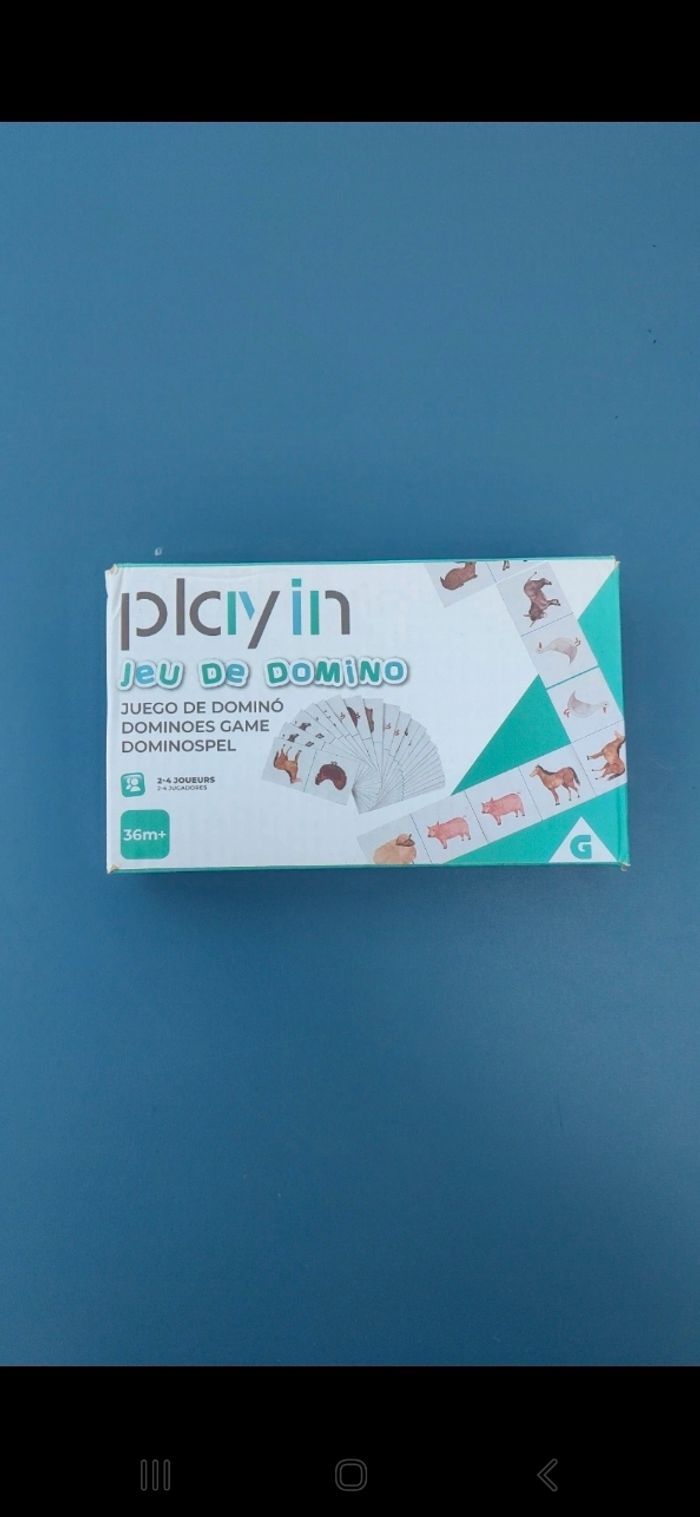 playin
JEU DE DOMINO
JUEGO DE DOMINÓ
DOMINOES GAME
DOMINOSPEL
2-4 JOUEURS
2-4 JUGADORES
36m+
G